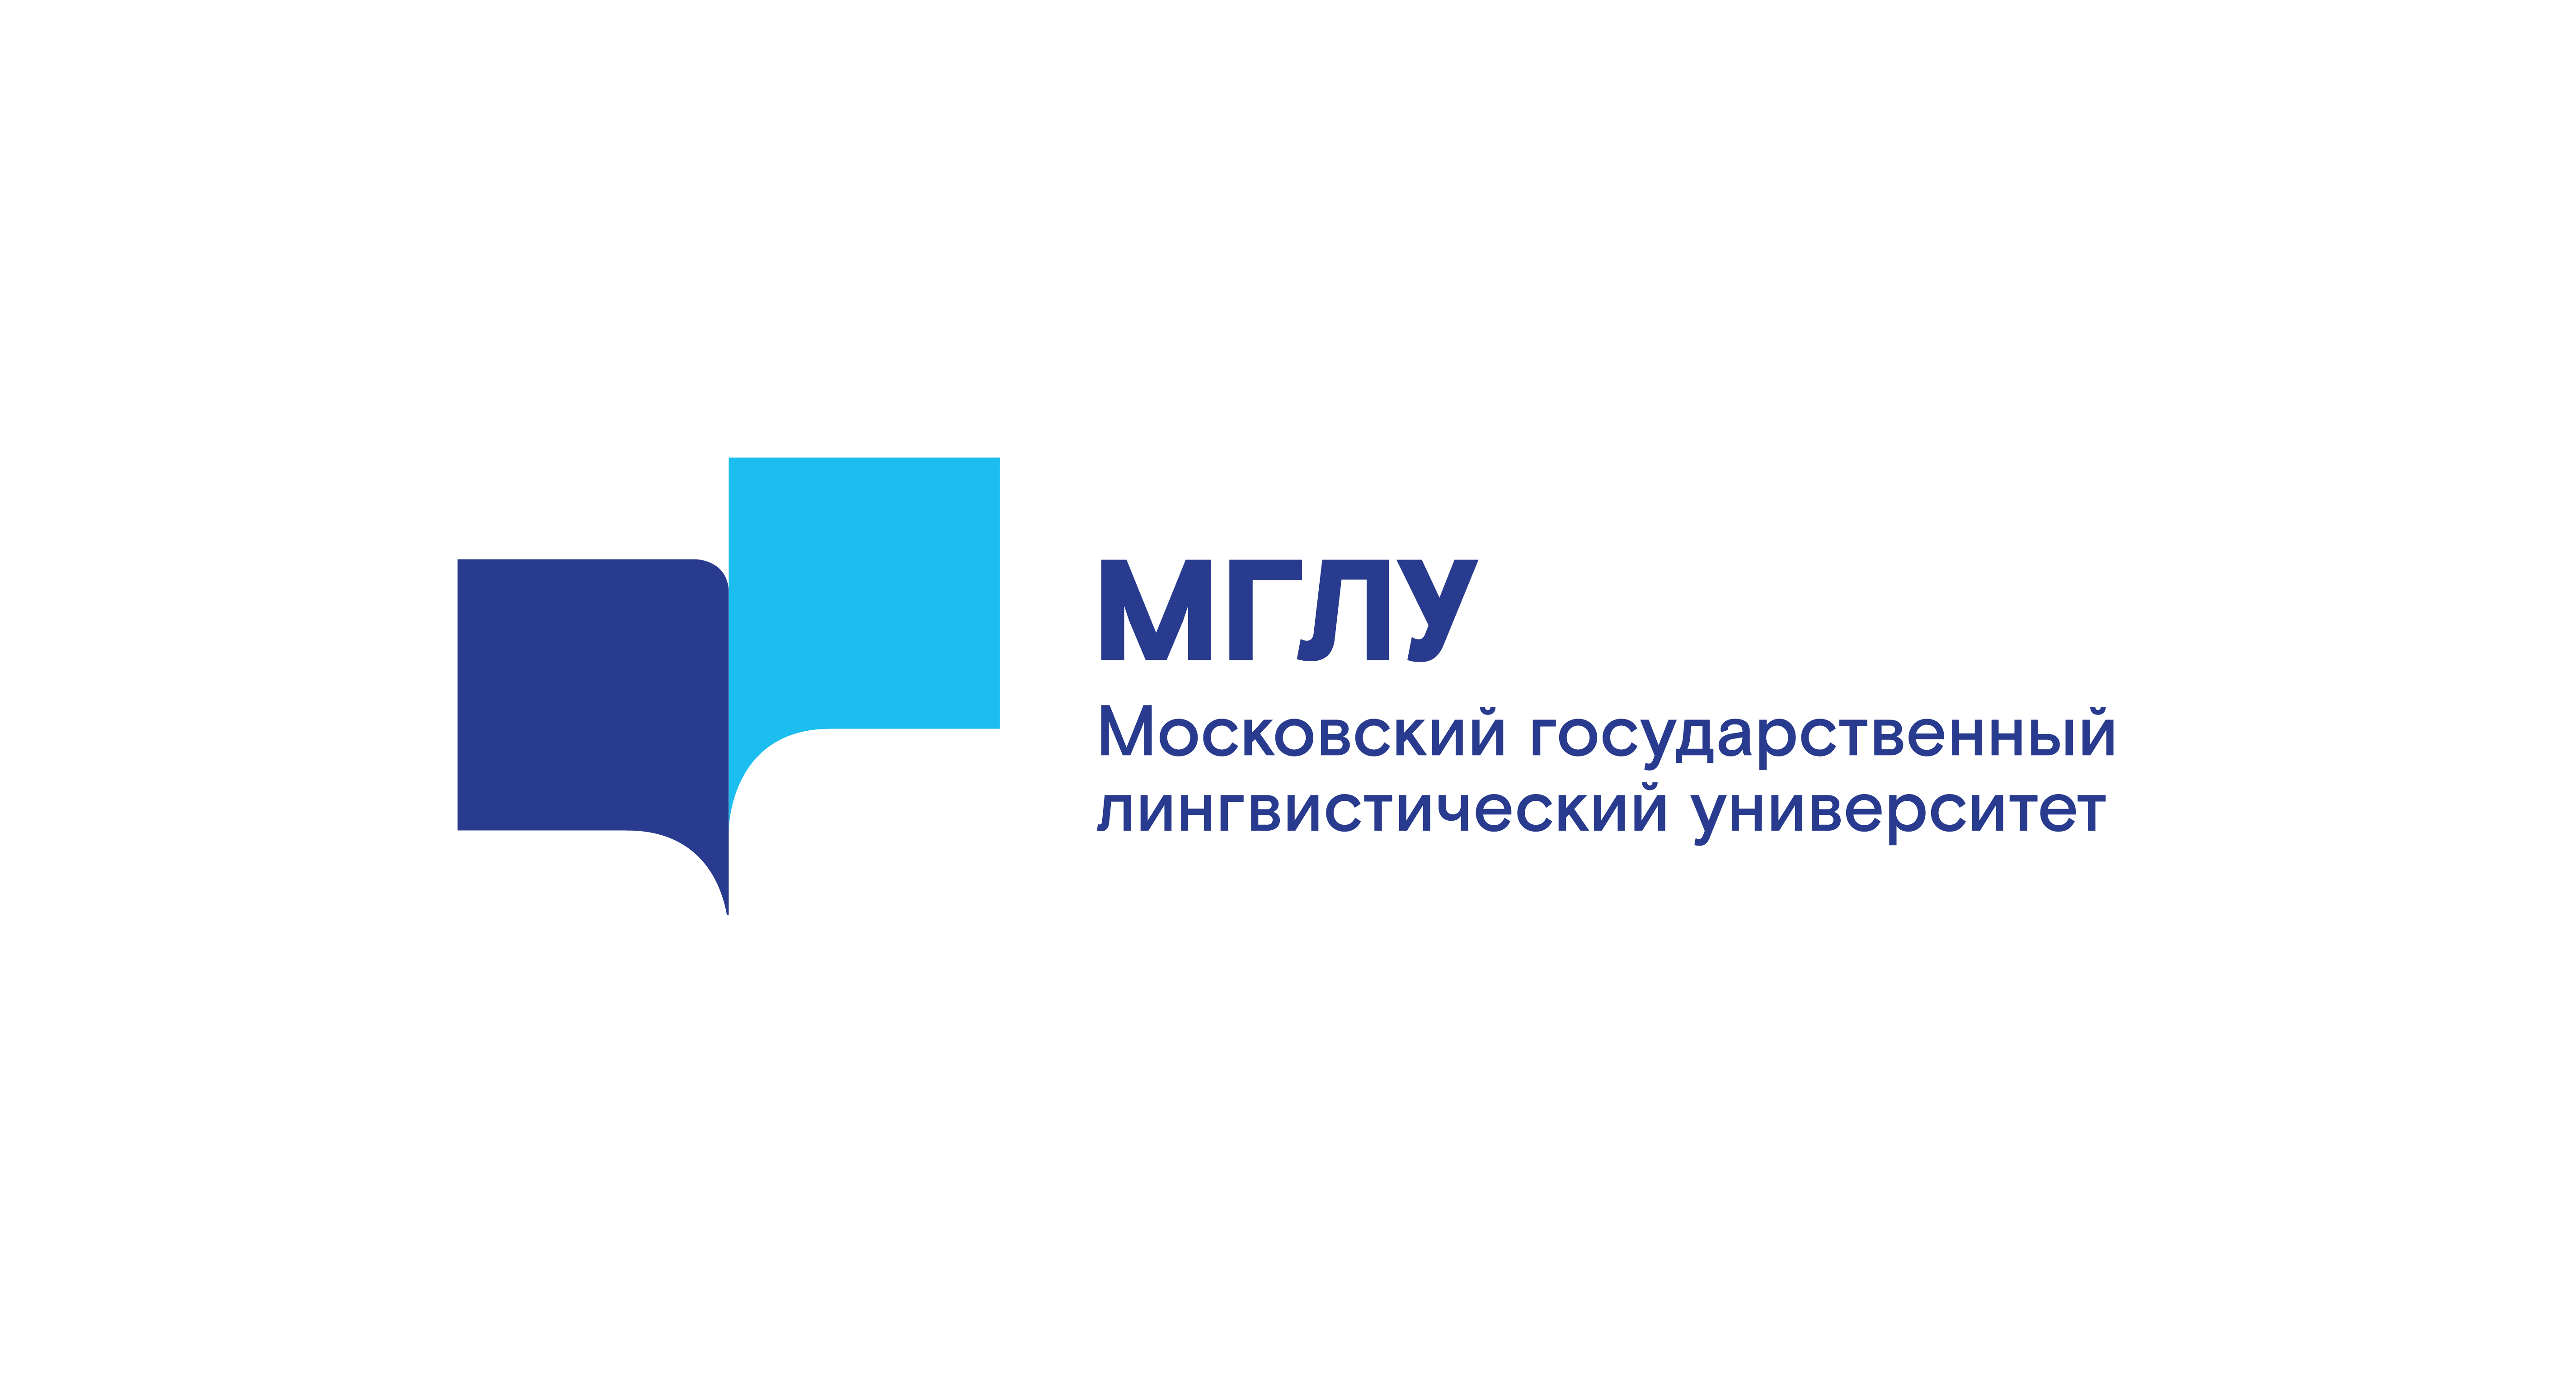 МГЛУ
Московский государственный
лингвистический университет